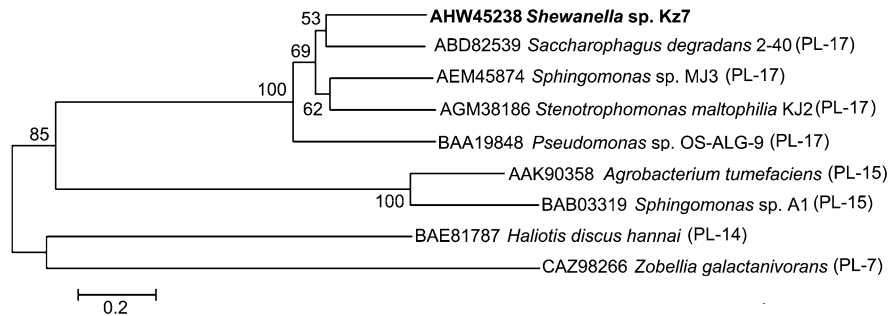 53
AHW45238 Shewanella sp. Kz7
69
ABD82539 Saccharophagus degradans 2-40 (PL-17)
AEM45874 Sphingomonas sp. MJ3 (PL-17)
100
62
AGM38186 Stenotrophomonas maltophilia KJ2 (PL-17)
85
BAA19848 Pseudomonas sp. OS-ALG-9 (PL-17)
AAK90358 Agrobacterium tumefaciens (PL-15)
100
BAB03319 Sphingomonas sp. A1 (PL-15)
BAE81787 Haliotis discus hannai (PL-14)
CAZ98266 Zobellia galactanivorans (PL-7)
0.2